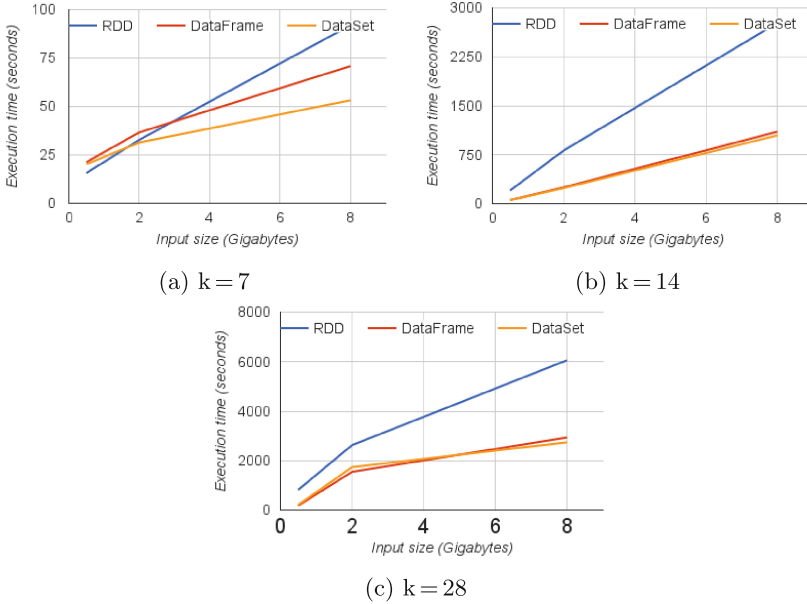 100
RDD DataFrame DataSet
75
50
25
0
0 2 4 6 8
Execution time (seconds)
Input size (Gigabytes)
(a) k = 7
3000
RDD DataFrame DataSet
2250
1500
750
0
0 2 4 6 8
Execution time (seconds)
Input size (Gigabytes)
(b) k = 14
8000
RDD DataFrame DataSet
6000
4000
2000
0
0 2 4 6 8
Execution time (seconds)
Input size (Gigabytes)
(c) k = 28